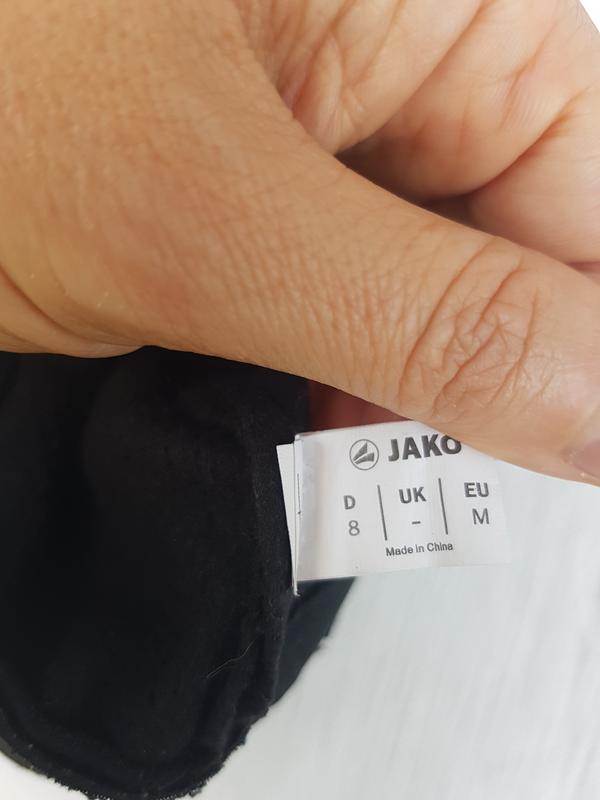 JAKO
D | UK | EU
8 | - | M
Made in China